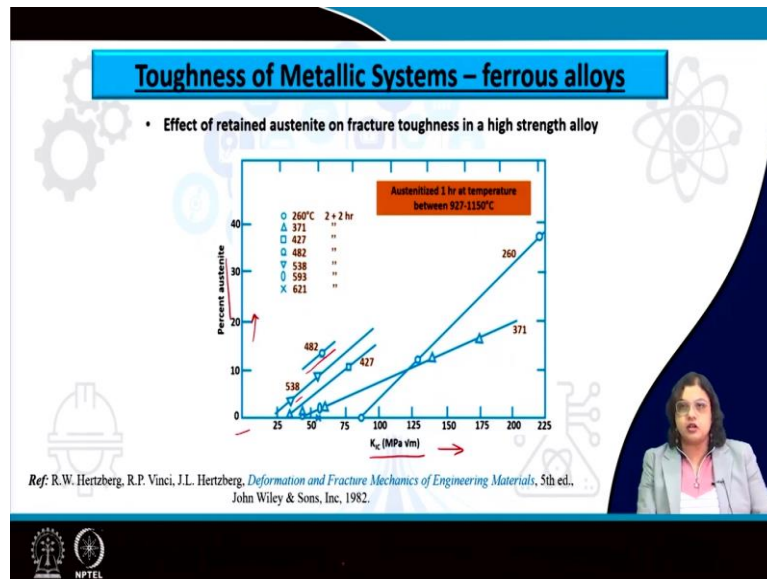 Toughness of Metallic Systems – ferrous alloys
• Effect of retained austenite on fracture toughness in a high strength alloy
Austenitized 1 hr at temperature
between 927-1150°C
260°C 2 + 2 hr
371 "
427 "
482 "
538 "
593 "
621 "
Percent austenite
40
30
20
10
0
260
371
482
427
538
25 50 75 100 125 150 175 200 225
K_IC (MPa √m)
Ref: R.W. Hertzberg, R.P. Vinci, J.L. Hertzberg, Deformation and Fracture Mechanics of Engineering Materials, 5th ed.,
John Wiley & Sons, Inc, 1982.
NPTEL